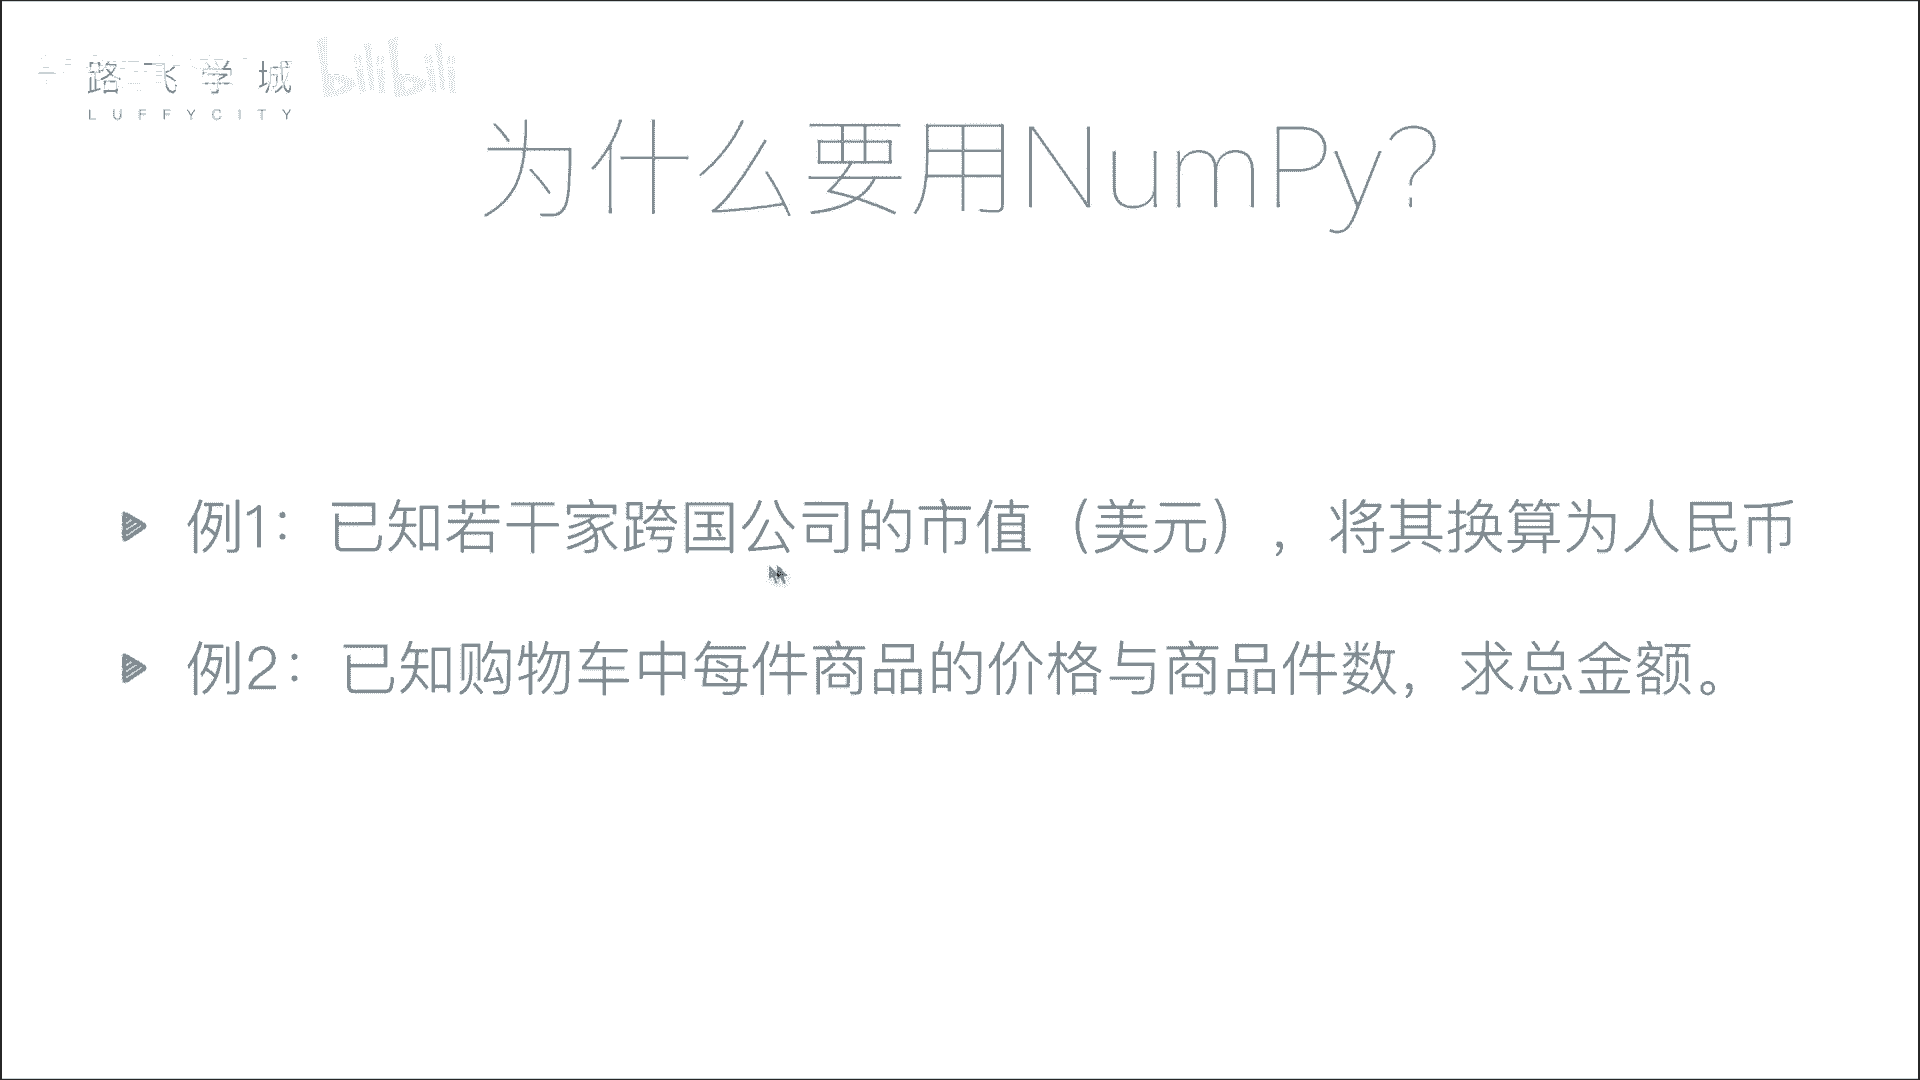 路飞学城
bilibili
LUFFYCITY
为什么要用NumPy?
例1：已知若干家跨国公司的市值（美元），将其换算为人民币
例2：已知购物车中每件商品的价格与商品件数，求总金额。